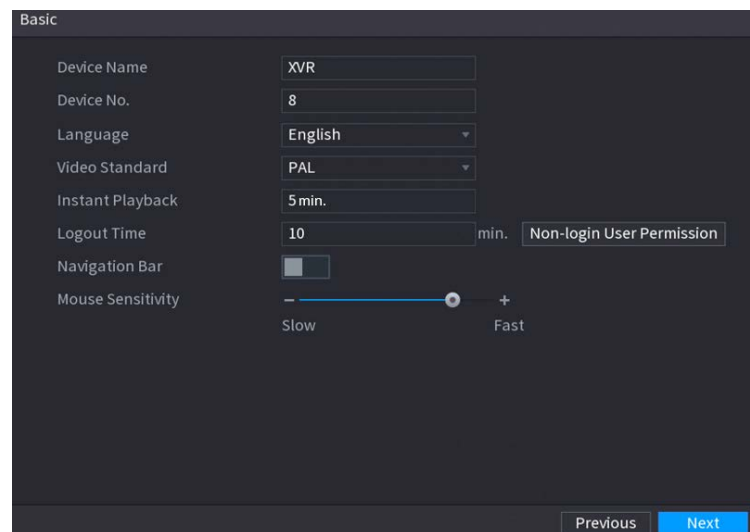 Basic
Device Name XVR
Device No. 8
Language English
Video Standard PAL
Instant Playback 5 min.
Logout Time 10 min. Non-login User Permission
Navigation Bar
Mouse Sensitivity - +
Slow Fast
Previous Next